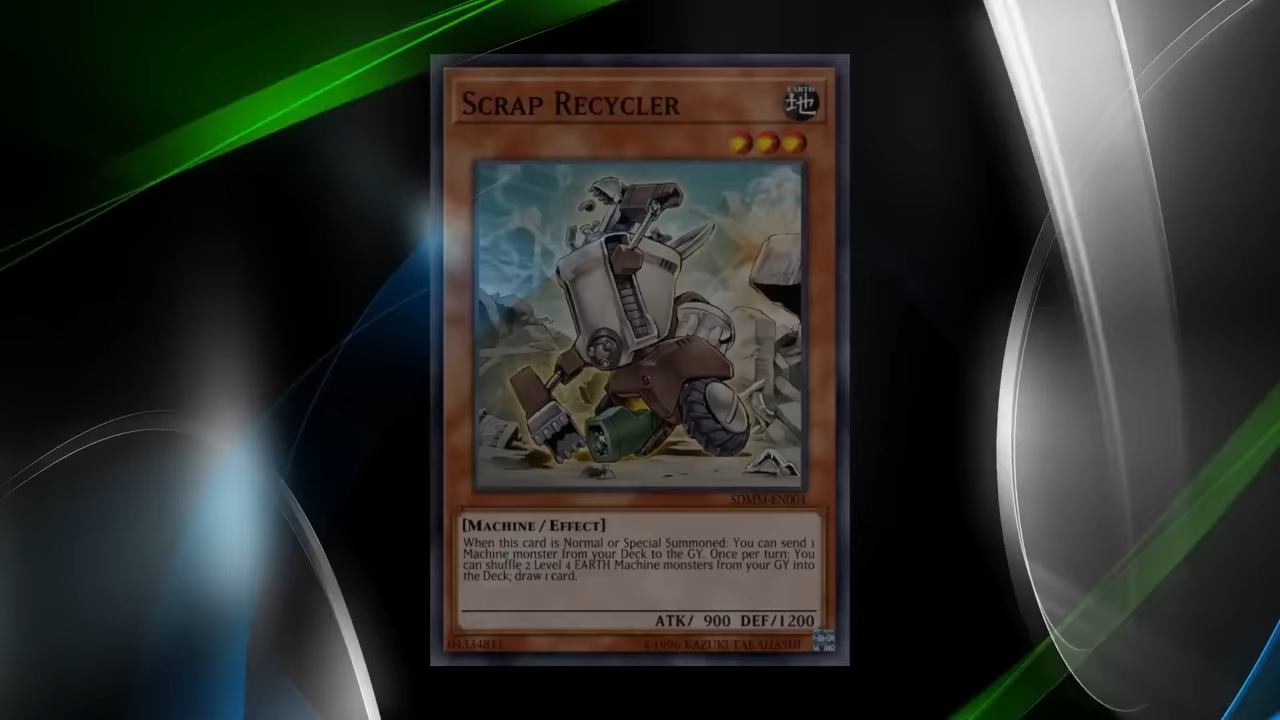 SCRAP RECYCLER
EARTH
地
SDMM-EN004
[MACHINE / EFFECT]
When this card is Normal or Special Summoned: You can send 1
Machine monster from your Deck to the GY. Once per turn: You
can shuffle 2 Level 4 EARTH Machine monsters from your GY into
the Deck; draw 1 card.
ATK/ 900 DEF/1200
04334811
©1996 KAZUKI TAKAHASHI